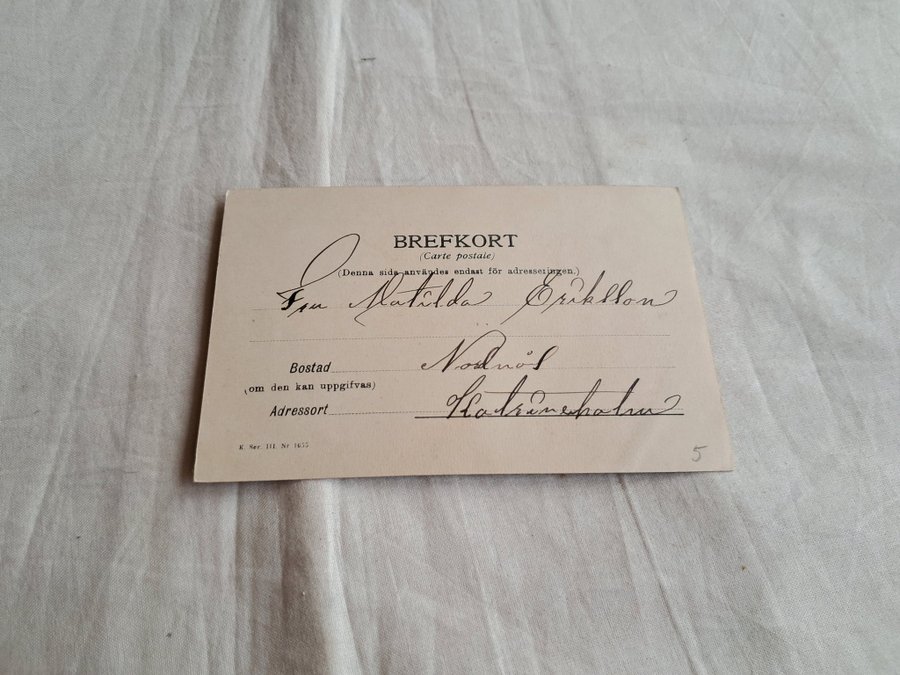 BREFKORT
(Carte postale)
(Denna sida användes endast för adresseringen.)
Fru Matilda Eriksson
Bostad
(om den kan uppgifvas)
Adressort Katrineholm
K. Ser. III. Nr 1655
5